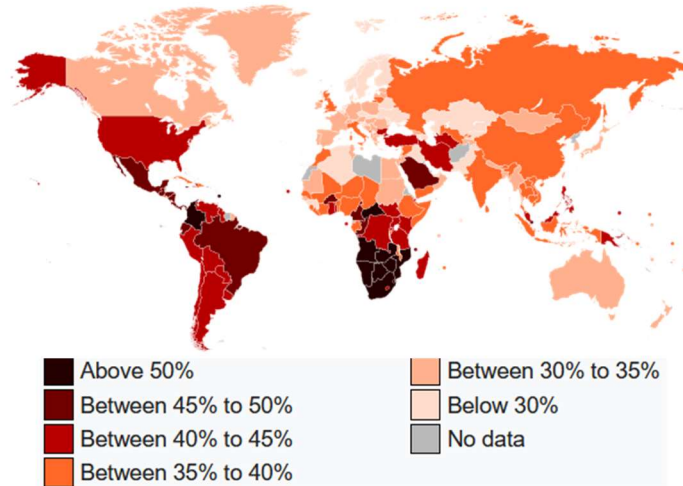 Above 50%
Between 45% to 50%
Between 40% to 45%
Between 35% to 40%
Between 30% to 35%
Below 30%
No data